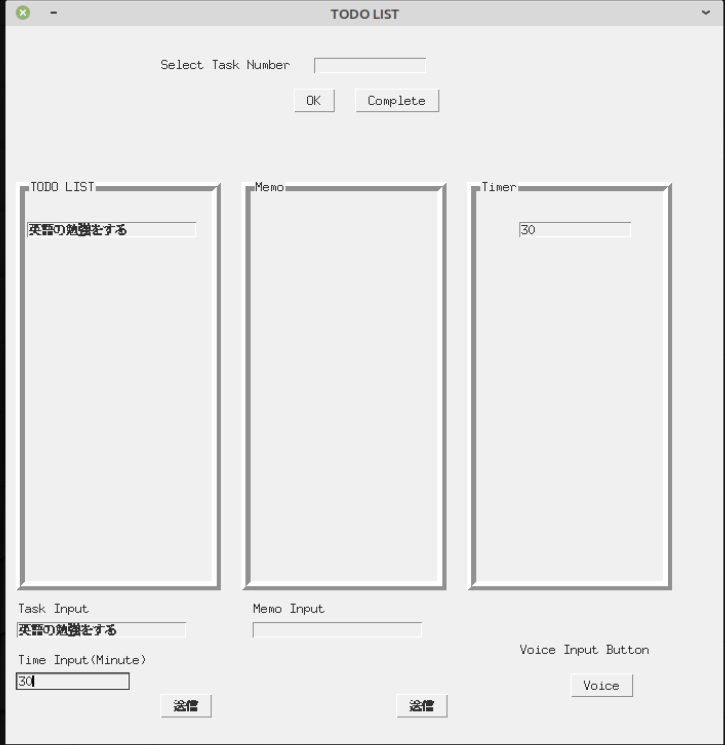 TODO LIST
Select Task Number
OK Complete
TODO LIST Memo Timer
英語の勉強をする 30
Task Input Memo Input
英語の勉強をする
Voice Input Button
Time Input(Minute)
30 Voice
送信 送信